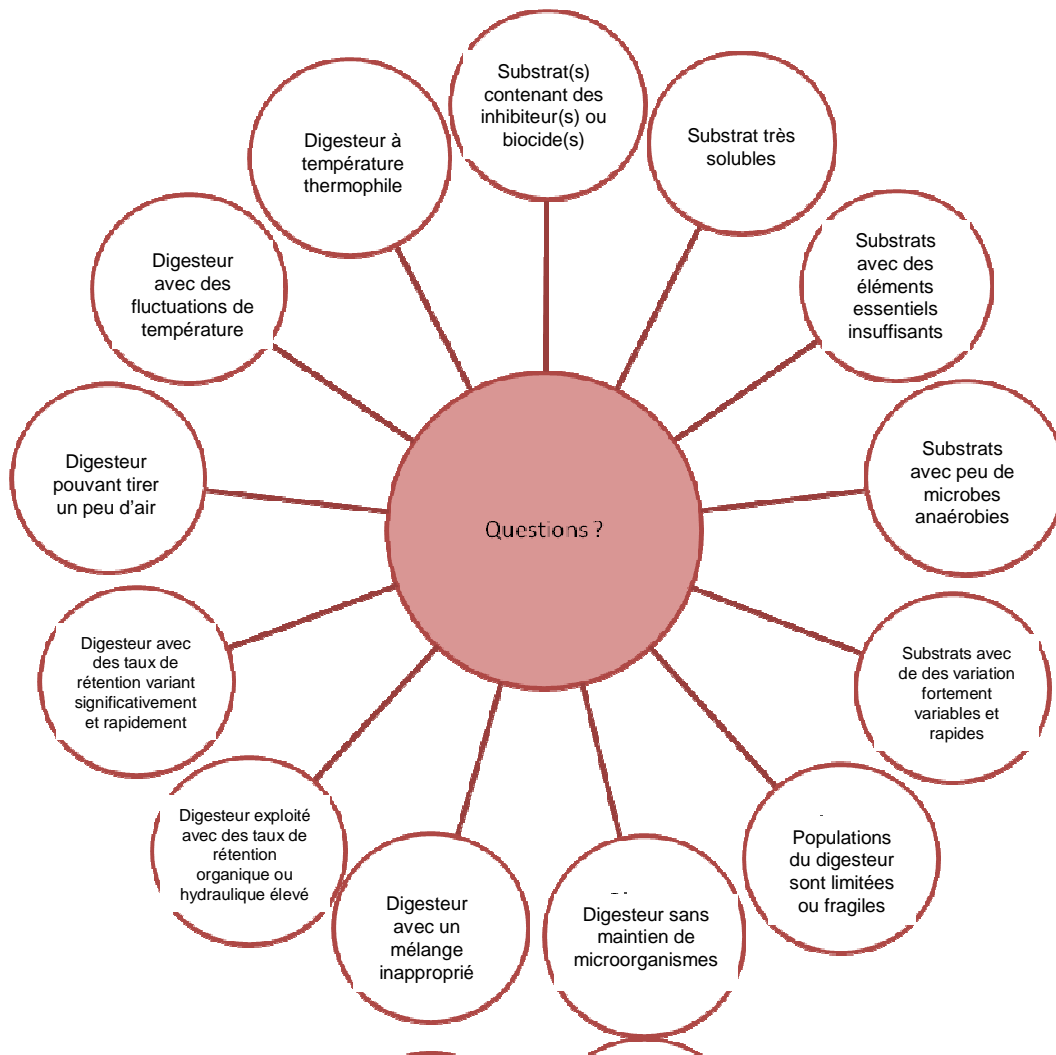 Substrat(s)
contenant des
inhibiteur(s) ou
biocide(s)
Substrat très
solubles
Substrats
avec des
éléments
essentiels
insuffisants
Substrats
avec peu de
microbes
anaérobies
Substrats avec
de des variation
fortement
variables et
rapides
Populations
du digesteur
sont limitées
ou fragiles
Digesteur sans
maintien de
microorganismes
Digesteur
avec un
mélange
inapproprié
Digesteur exploité
avec des taux de
rétention
organique ou
hydraulique élevé
Digesteur avec
des taux de
rétention variant
significativement
et rapidement
Digesteur
pouvant tirer
un peu d'air
Digesteur
avec des
fluctuations de
température
Digesteur à
température
thermophile
Questions ?